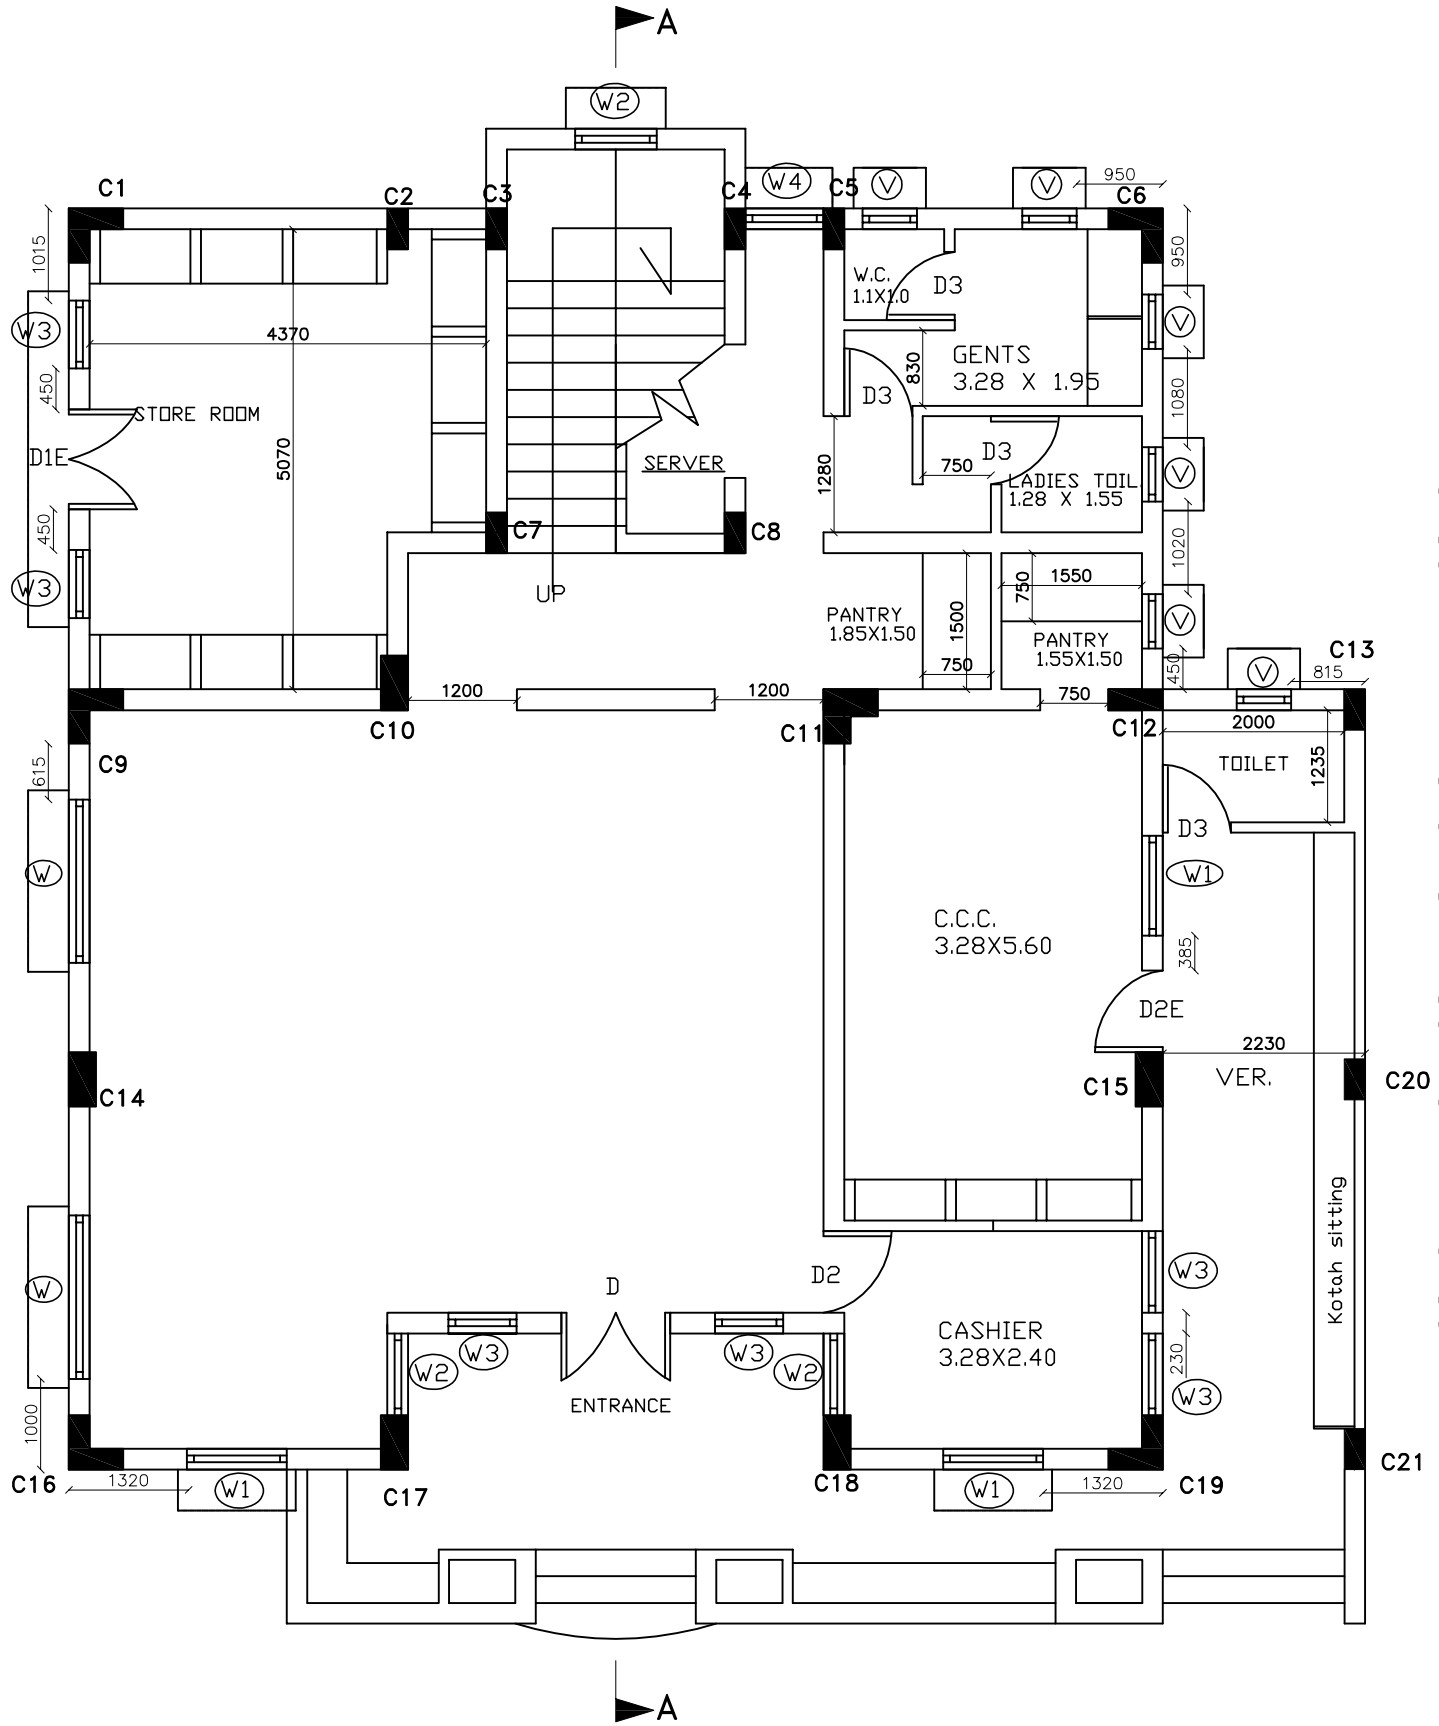 A
W2
C1
C2
C3
C4
W4
C5
V
V
950
C6
1015
950
W.C.
1.1X1.0
D3
W3
4370
V
GENTS
3.28 X 1.95
830
450
D3
1080
STORE ROOM
D1E
5070
SERVER
1280
750
D3
LADIES TOIL.
1.28 X 1.55
V
450
C7
C8
1020
W3
UP
1550
750
PANTRY
1.85X1.50
1500
V
PANTRY
1.55X1.50
C13
750
450
V
815
1200
1200
750
C10
C11
C12
2000
C9
615
TOILET
1235
D3
W
W1
C.C.C.
3.28X5.60
385
D2E
2230
C14
C15
VER.
C20
Kotah sitting
W
D
D2
W3
CASHIER
3.28X2.40
W3
W3
W2
W2
230
W3
ENTRANCE
1000
C16
1320
W1
C17
C18
W1
1320
C19
C21
A